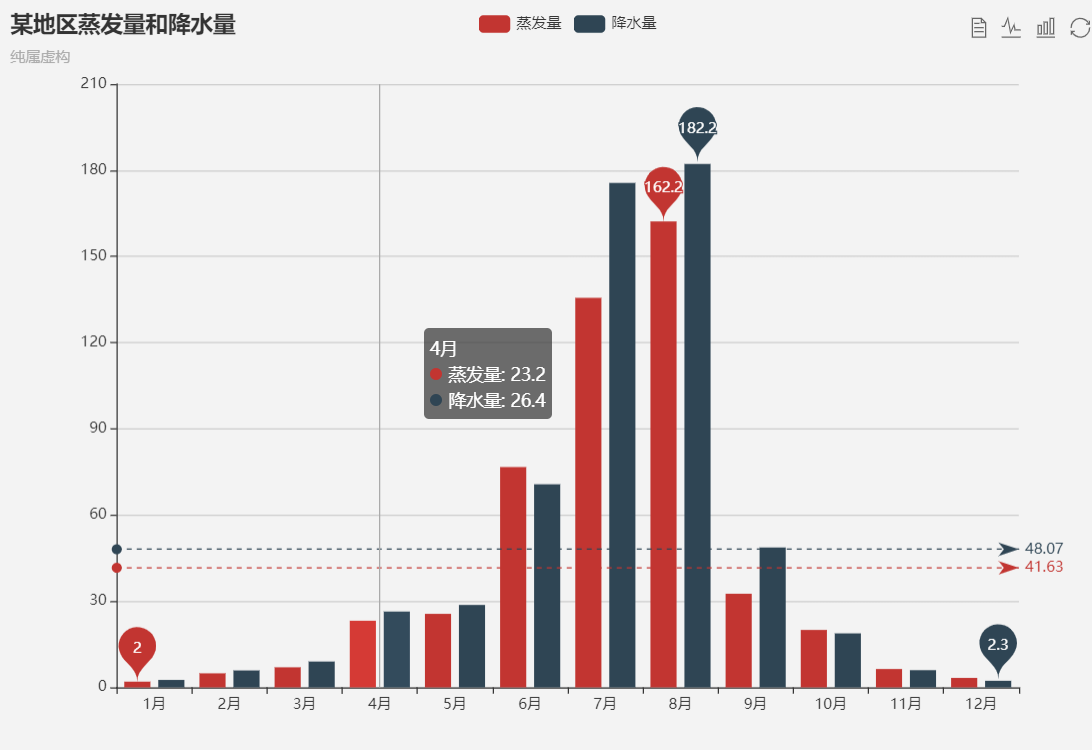 某地区蒸发量和降水量
纯属虚构
蒸发量 降水量
210
180
150
120
90
60
30
0
182.2
162.2
4月
蒸发量: 23.2
降水量: 26.4
48.07
41.63
2
2.3
1月 2月 3月 4月 5月 6月 7月 8月 9月 10月 11月 12月